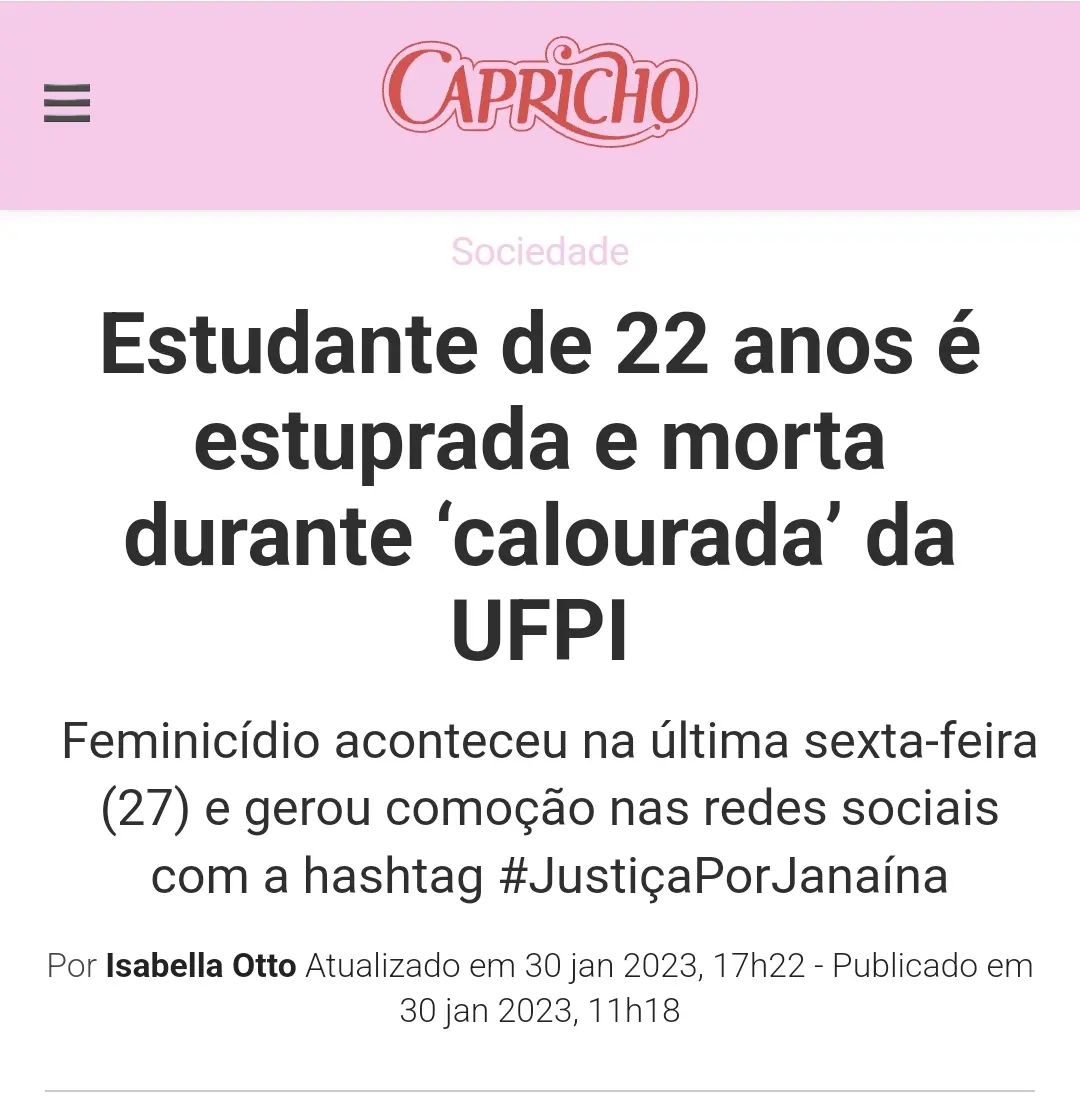 CAPRICHO
Sociedade
Estudante de 22 anos é
estuprada e morta
durante ‘calourada’ da
UFPI
Feminicídio aconteceu na última sexta-feira
(27) e gerou comoção nas redes sociais
com a hashtag #JustiçaPorJanaína
Por Isabella Otto Atualizado em 30 jan 2023, 17h22 - Publicado em
30 jan 2023, 11h18